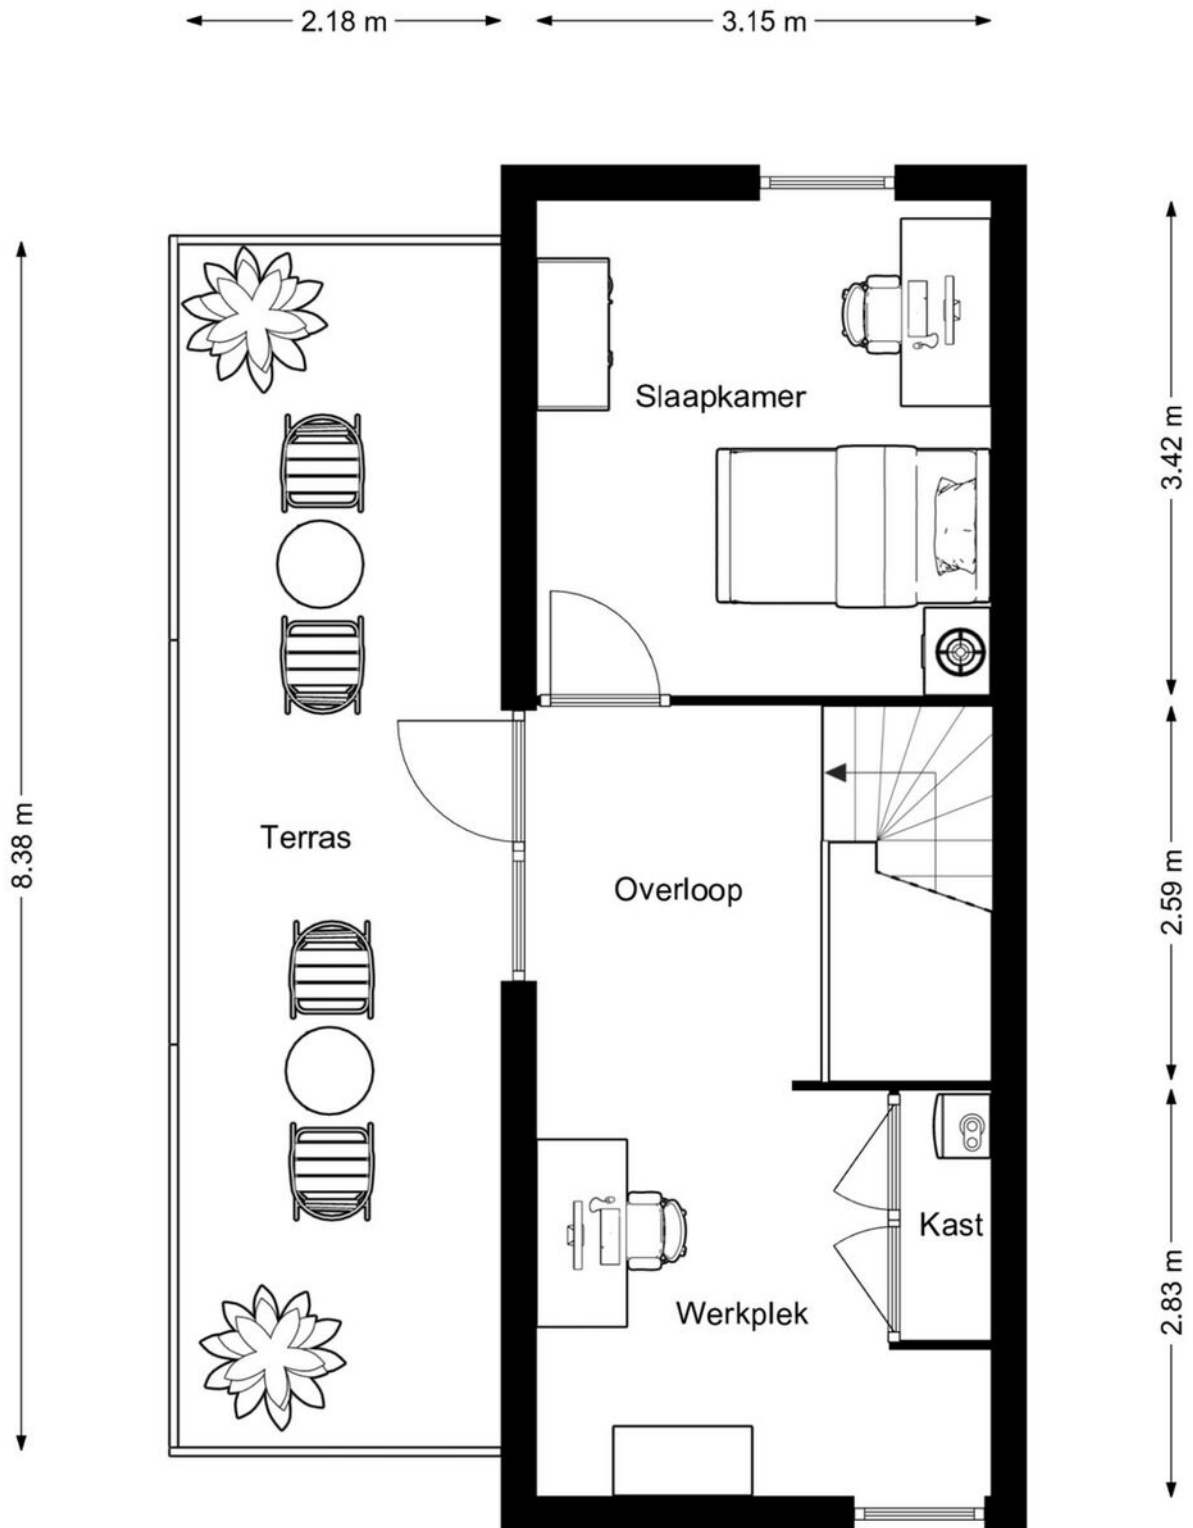 2.18 m
3.15 m
Slaapkamer
3.42 m
8.38 m
Terras
Overloop
2.59 m
Kast
Werkplek
2.83 m